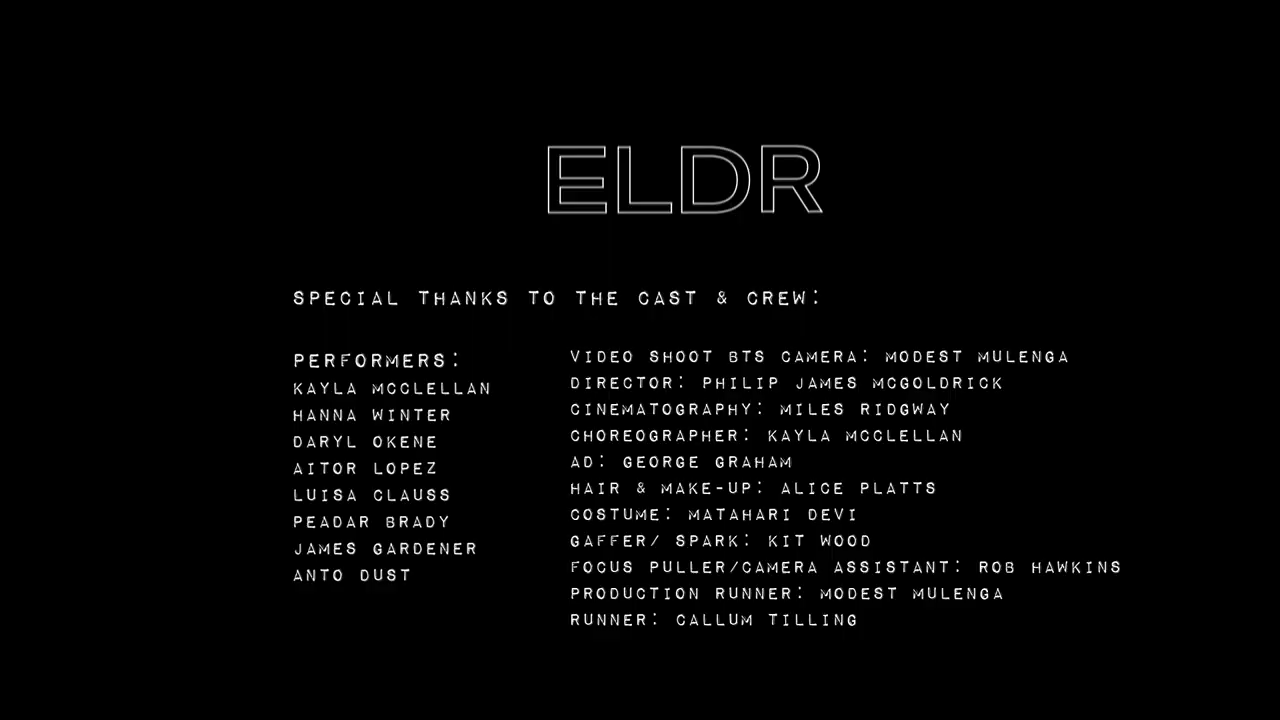 ELDR
SPECIAL THANKS TO THE CAST & CREW:
PERFORMERS:
KAYLA MCCLELLAN
HANNA WINTER
DARYL OKENE
AITOR LOPEZ
LUISA CLAUSS
PEADAR BRADY
JAMES GARDENER
ANTO DUST
VIDEO SHOOT BTS CAMERA: MODEST MULENGA
DIRECTOR: PHILIP JAMES MCGOLDRICK
CINEMATOGRAPHY: MILES RIDGWAY
CHOREOGRAPHER: KAYLA MCCLELLAN
AD: GEORGE GRAHAM
HAIR & MAKE-UP: ALICE PLATTS
COSTUME: MATAHARI DEVI
GAFFER/ SPARK: KIT WOOD
FOCUS PULLER/CAMERA ASSISTANT: ROB HAWKINS
PRODUCTION RUNNER: MODEST MULENGA
RUNNER: CALLUM TILLING